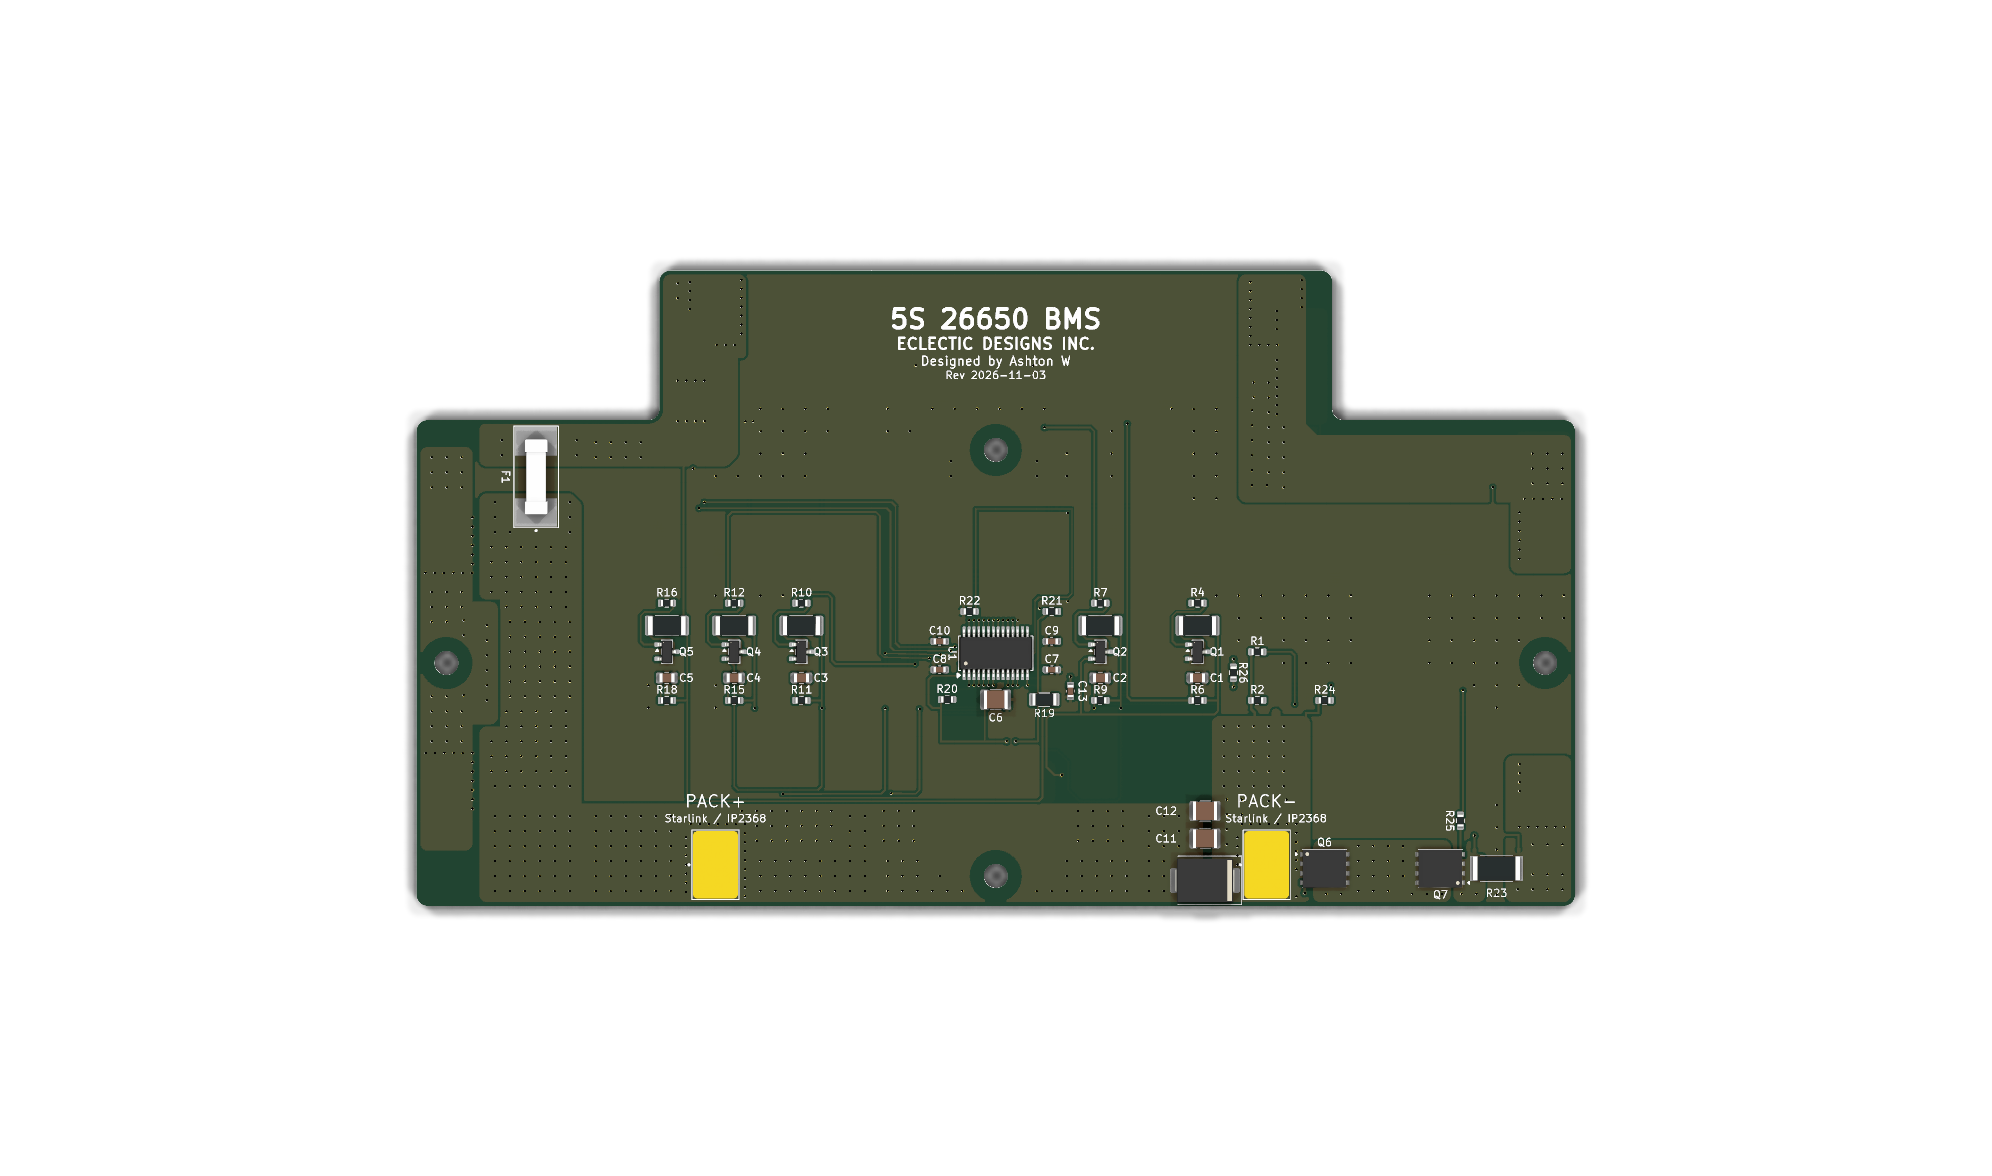 5S 26650 BMS
ECLECTIC DESIGNS INC.
Designed by Ashton W
Rev 2026-11-03
F1
R16
R12
R10
R22
R21
R7
R4
C10
C9
R1
Q5
Q4
Q3
C8
C7
Q2
Q1
R26
C5
C4
C3
C2
C1
R18
R15
R11
R20
C6
R19
C13
R9
R6
R2
R24
PACK+
Starlink / IP2368
PACK-
Starlink / IP2368
C12
C11
R25
Q6
Q7
R23